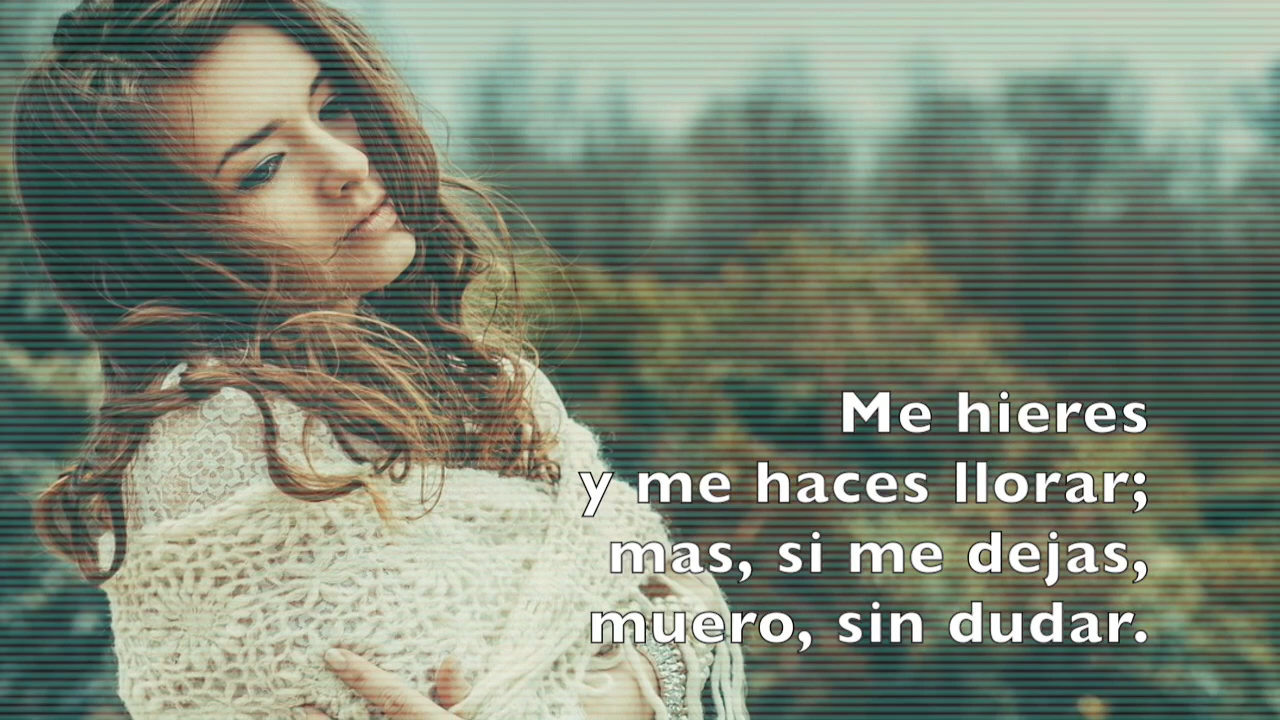 Me hieres
y me haces llorar;
mas, si me dejas,
muero, sin dudar.